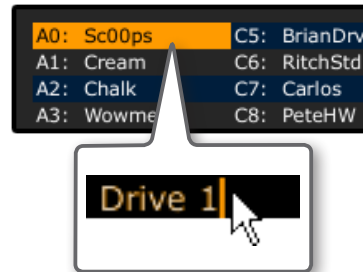 A0: Sc00ps C5: BrianDrv
A1: Cream C6: RitchStd
A2: Chalk C7: Carlos
A3: Wowme C8: PeteHW
Drive 1